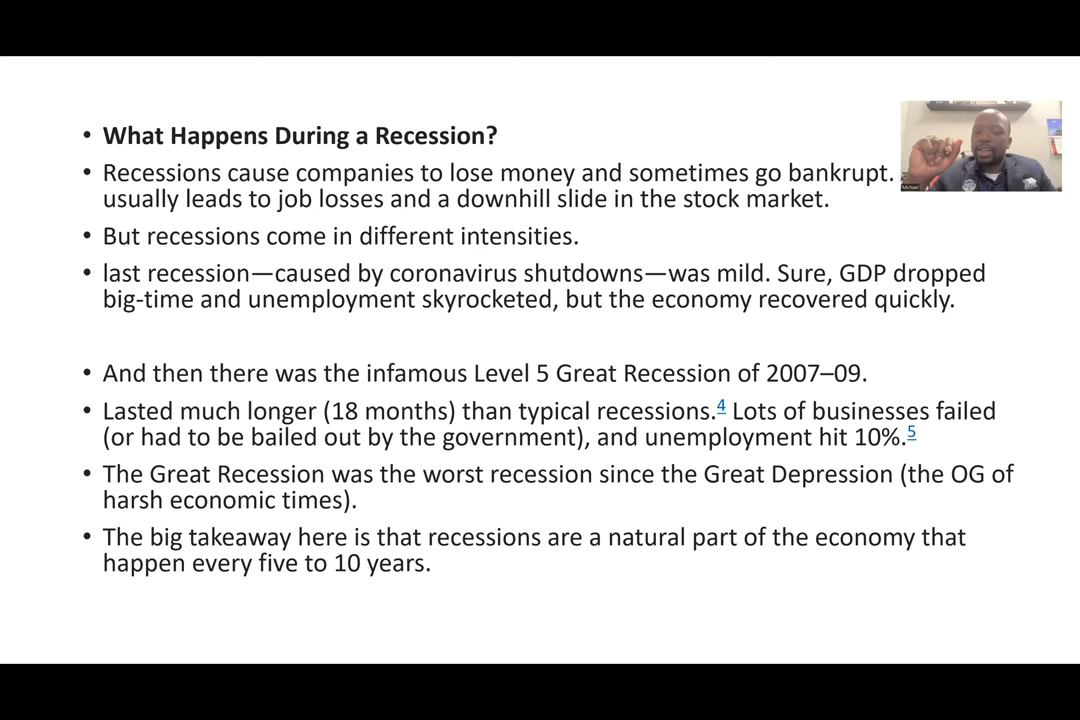 • What Happens During a Recession?
• Recessions cause companies to lose money and sometimes go bankrupt.
usually leads to job losses and a downhill slide in the stock market.
• But recessions come in different intensities.
• last recession—caused by coronavirus shutdowns—was mild. Sure, GDP dropped
big-time and unemployment skyrocketed, but the economy recovered quickly.
• And then there was the infamous Level 5 Great Recession of 2007–09.
• Lasted much longer (18 months) than typical recessions.4 Lots of businesses failed
(or had to be bailed out by the government), and unemployment hit 10%.5
• The Great Recession was the worst recession since the Great Depression (the OG of
harsh economic times).
• The big takeaway here is that recessions are a natural part of the economy that
happen every five to 10 years.
Michael